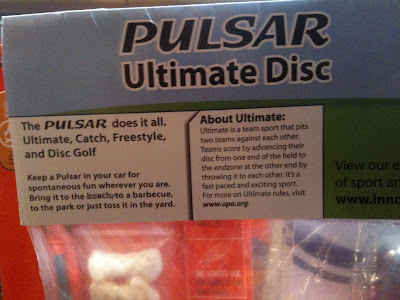 PULSAR
Ultimate Disc
The PULSAR does it all.
Ultimate, Catch, Freestyle,
and Disc Golf
Keep a Pulsar in your car for
spontaneous fun wherever you are.
Bring it to the beach, to a barbecue,
to the park or just toss it in the yard.
About Ultimate:
Ultimate is a team sport that pits
two teams against each other.
Teams score by advancing their
disc from one end of the field to
the endzone at the other end by
throwing it to each other. It's a
fast paced and exciting sport.
For more on Ultimate rules, visit
www.upa.org.
View our e
of sport an
www.inno